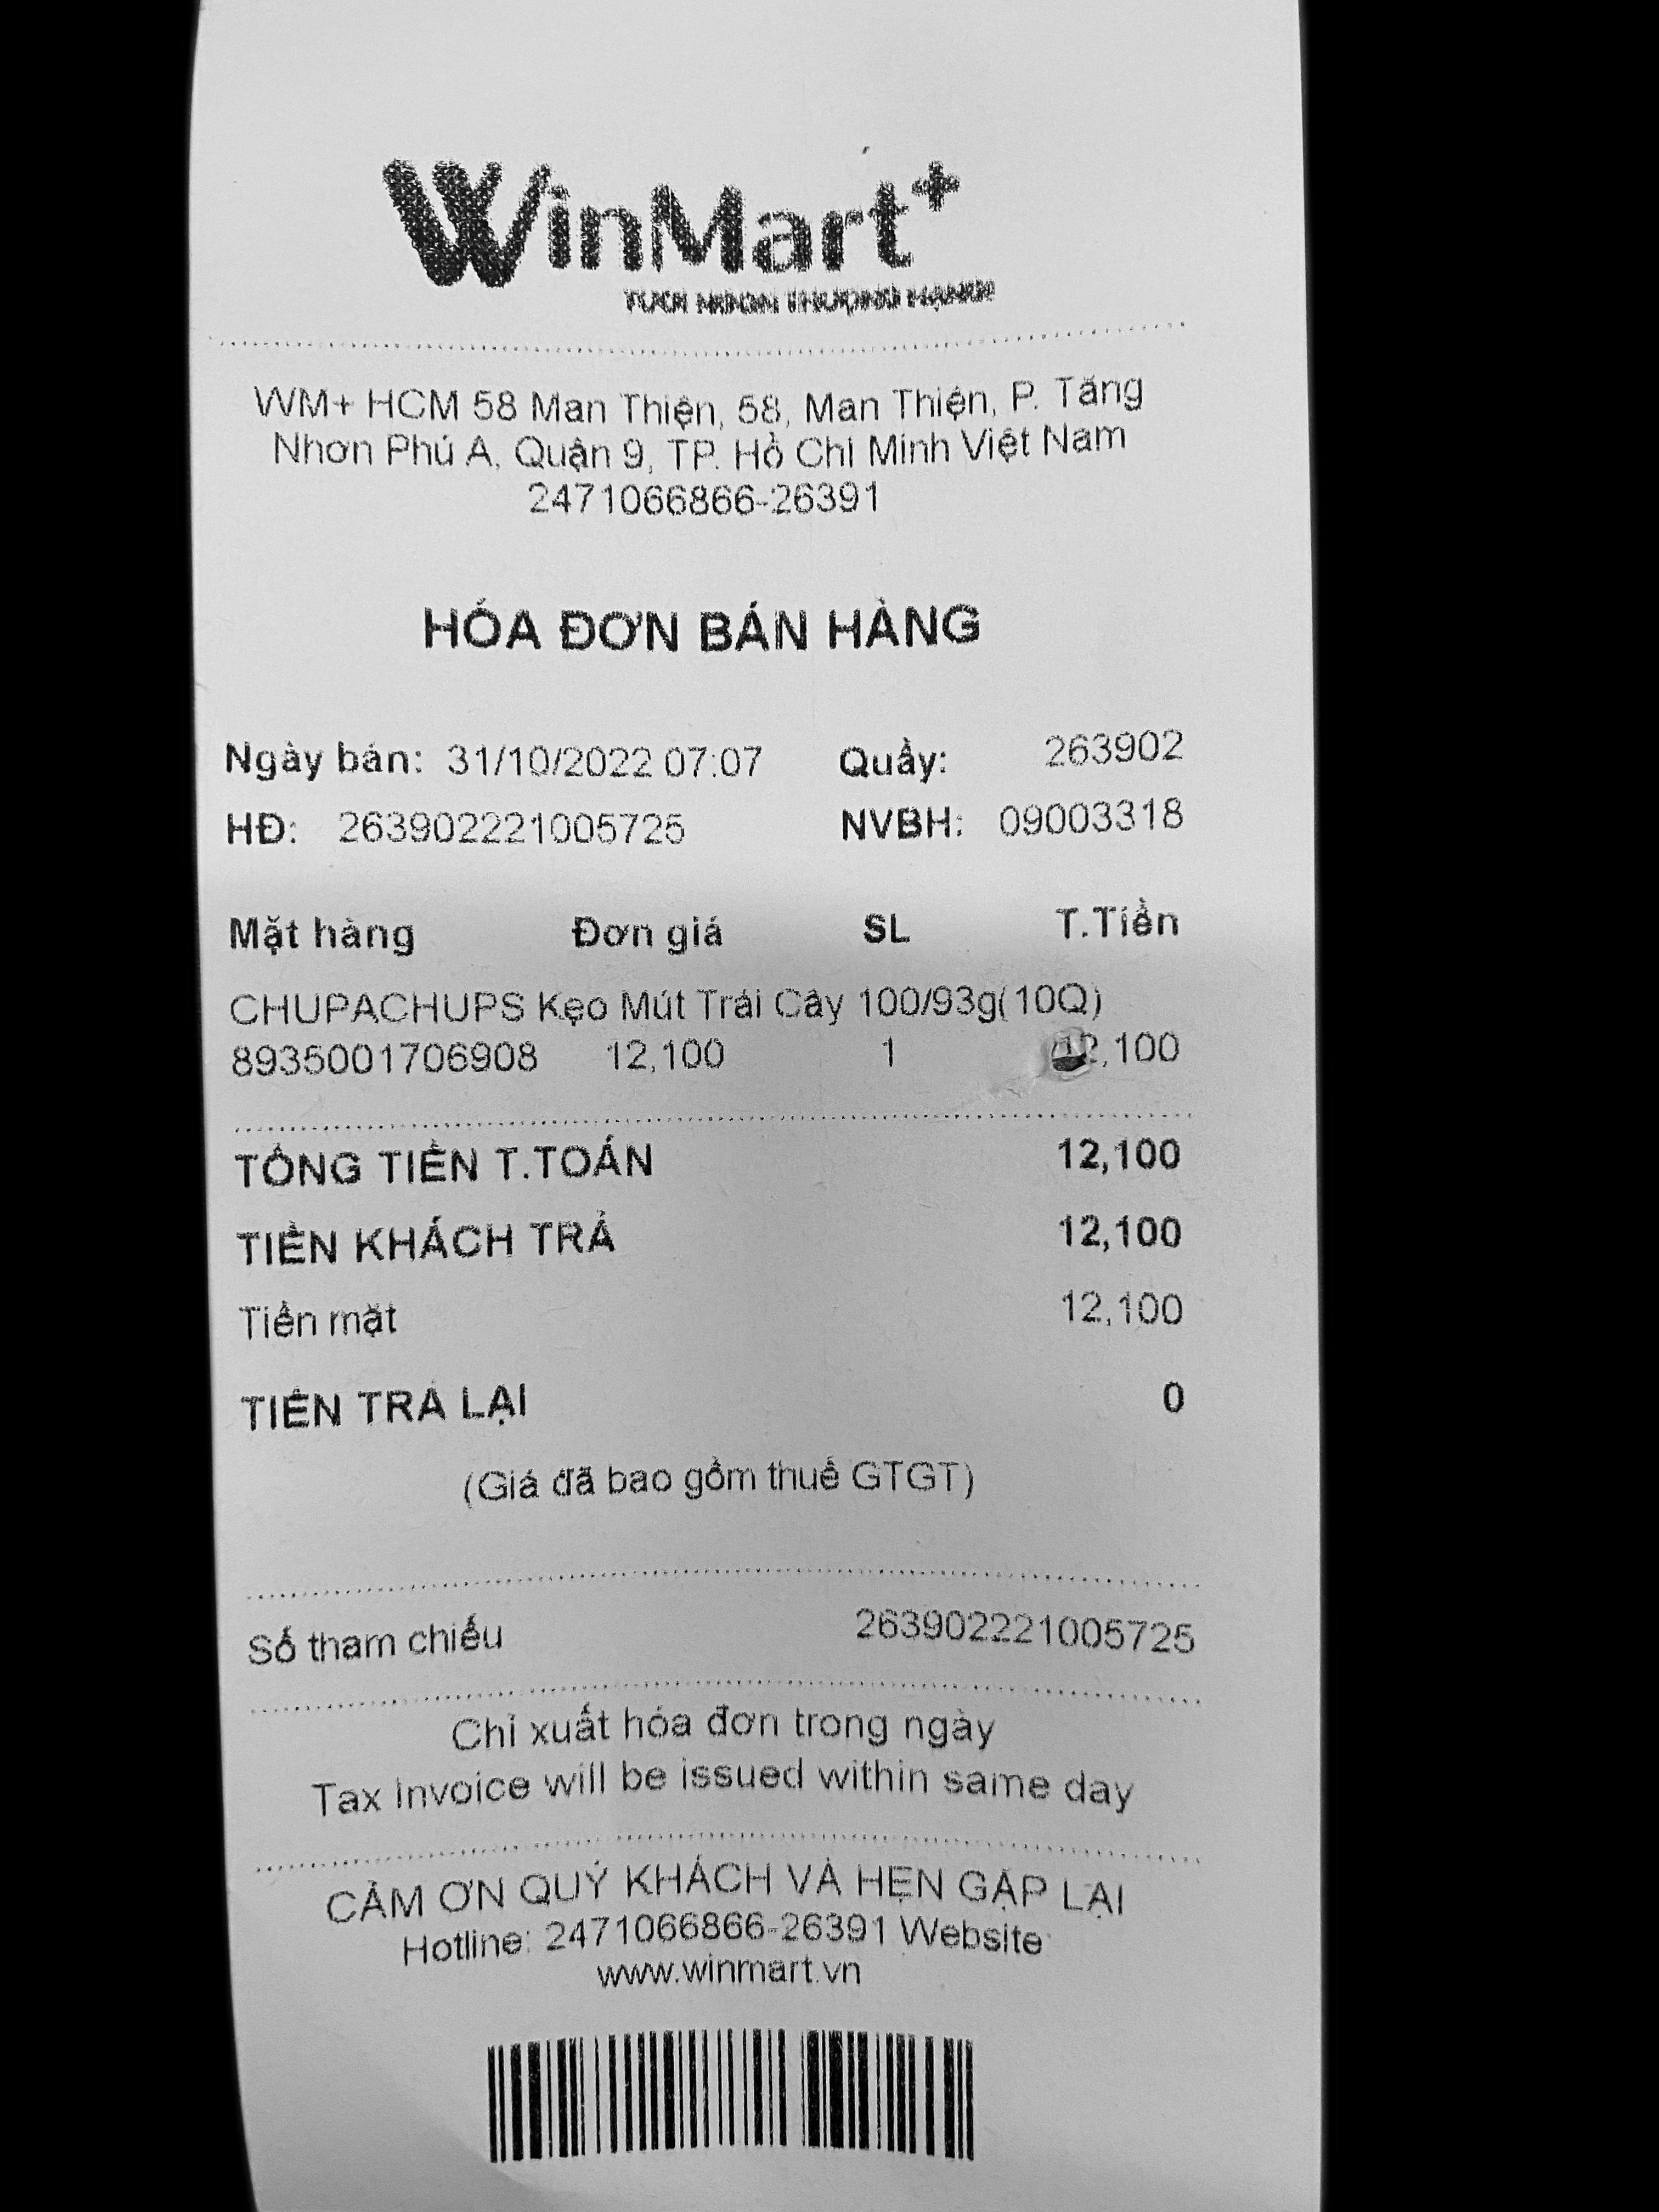 WinMart+
TƯƠI NGON THƯỢNG HẠNG
WM+ HCM 58 Man Thiện, 58, Man Thiện, P. Tăng
Nhơn Phú A, Quận 9, TP. Hồ Chí Minh Việt Nam
2471066866-26391
HÓA ĐƠN BÁN HÀNG
Ngày bán: 31/10/2022 07:07 Quầy: 263902
HĐ: 263902221005725 NVBH: 09003318
Mặt hàng Đơn giá SL T.Tiền
CHUPACHUPS Kẹo Mút Trái Cây 100/93g(10Q)
8935001706908 12,100 1 12,100
TỔNG TIỀN T.TOÁN 12,100
TIỀN KHÁCH TRẢ 12,100
Tiền mặt 12,100
TIỀN TRẢ LẠI 0
(Giá đã bao gồm thuế GTGT)
Số tham chiếu 263902221005725
Chỉ xuất hóa đơn trong ngày
Tax Invoice will be issued within same day
CẢM ƠN QUÝ KHÁCH VÀ HẸN GẶP LẠI
Hotline: 2471066866-26391 Website:
www.winmart.vn